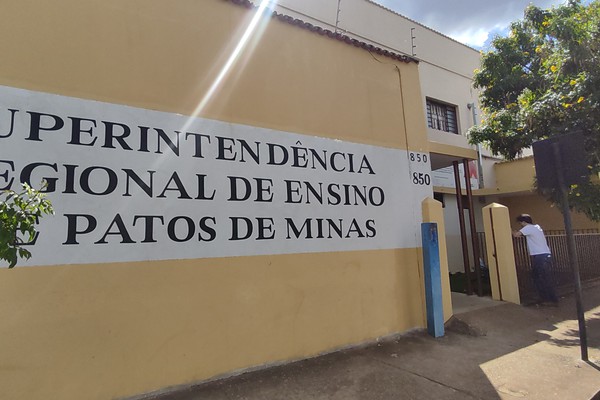 UPERINTENDÊNCIA
EGIONAL DE ENSINO
E PATOS DE MINAS
850
850